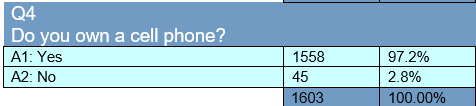 Q4
Do you own a cell phone?
A1: Yes 1558 97.2%
A2: No 45 2.8%
1603 100.00%